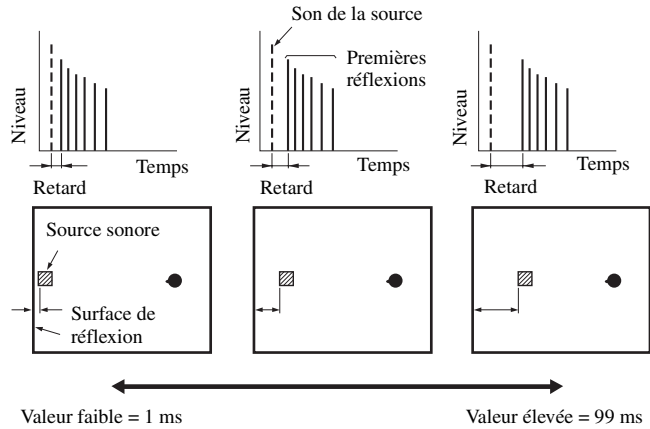 Son de la source
Premières
réflexions
Niveau
Temps
Retard
Niveau
Temps
Retard
Niveau
Temps
Retard
Source sonore
Surface de
réflexion
Valeur faible = 1 ms
Valeur élevée = 99 ms